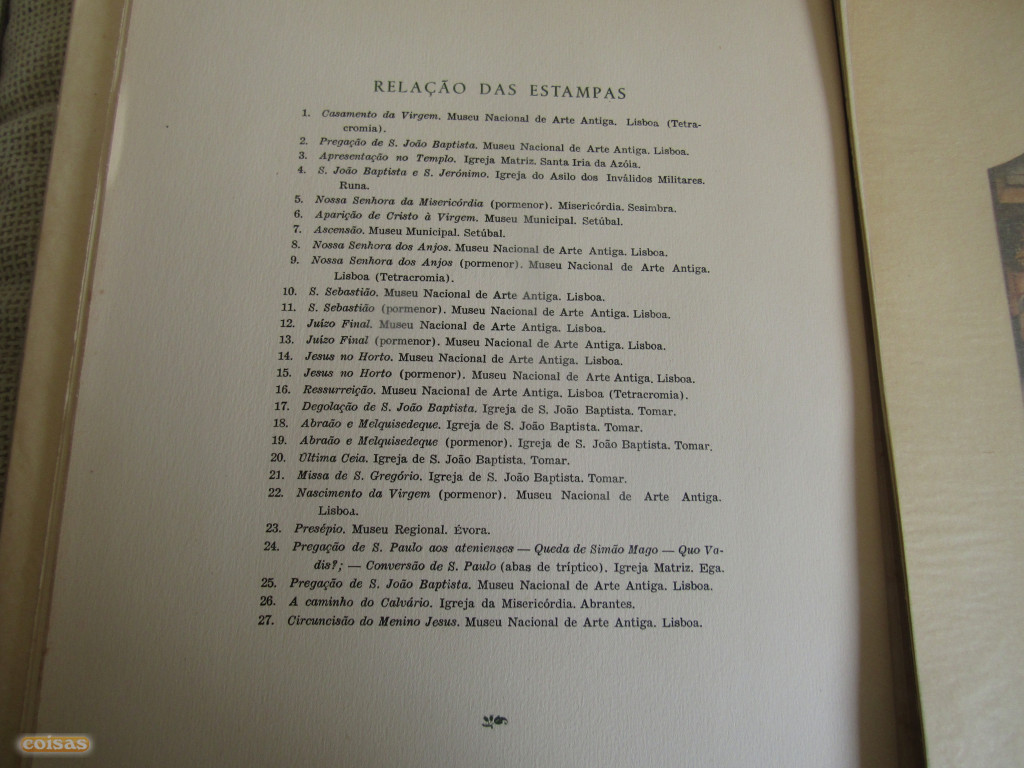 RELAÇÃO DAS ESTAMPAS
1. Casamento da Virgem. Museu Nacional de Arte Antiga. Lisboa (Tetra-
cromia).
2. Pregação de S. João Baptista. Museu Nacional de Arte Antiga. Lisboa.
3. Apresentação no Templo. Igreja Matriz. Santa Iria da Azóia.
4. S. João Baptista e S. Jerónimo. Igreja do Asilo dos Inválidos Militares.
Runa.
5. Nossa Senhora da Misericórdia (pormenor). Misericórdia. Sesimbra.
6. Aparição de Cristo à Virgem. Museu Municipal. Setúbal.
7. Ascensão. Museu Municipal. Setúbal.
8. Nossa Senhora dos Anjos. Museu Nacional de Arte Antiga. Lisboa.
9. Nossa Senhora dos Anjos (pormenor). Museu Nacional de Arte Antiga.
Lisboa (Tetracromia).
10. S. Sebastião. Museu Nacional de Arte Antiga. Lisboa.
11. S. Sebastião (pormenor). Museu Nacional de Arte Antiga. Lisboa.
12. Juízo Final. Museu Nacional de Arte Antiga. Lisboa.
13. Juízo Final (pormenor). Museu Nacional de Arte Antiga. Lisboa.
14. Jesus no Horto. Museu Nacional de Arte Antiga. Lisboa.
15. Jesus no Horto (pormenor). Museu Nacional de Arte Antiga. Lisboa.
16. Ressurreição. Museu Nacional de Arte Antiga. Lisboa (Tetracromia).
17. Degolação de S. João Baptista. Igreja de S. João Baptista. Tomar.
18. Abraão e Melquisedeque. Igreja de S. João Baptista. Tomar.
19. Abraão e Melquisedeque (pormenor). Igreja de S. João Baptista. Tomar.
20. Última Ceia. Igreja de S. João Baptista. Tomar.
21. Missa de S. Gregório. Igreja de S. João Baptista. Tomar.
22. Nascimento da Virgem (pormenor). Museu Nacional de Arte Antiga.
Lisboa.
23. Presépio. Museu Regional. Évora.
24. Pregação de S. Paulo aos atenienses — Queda de Simão Mago — Quo Va-
dis?; — Conversão de S. Paulo (abas de tríptico). Igreja Matriz. Ega.
25. Pregação de S. João Baptista. Museu Nacional de Arte Antiga. Lisboa.
26. A caminho do Calvário. Igreja da Misericórdia. Abrantes.
27. Circuncisão do Menino Jesus. Museu Nacional de Arte Antiga. Lisboa.
coisas